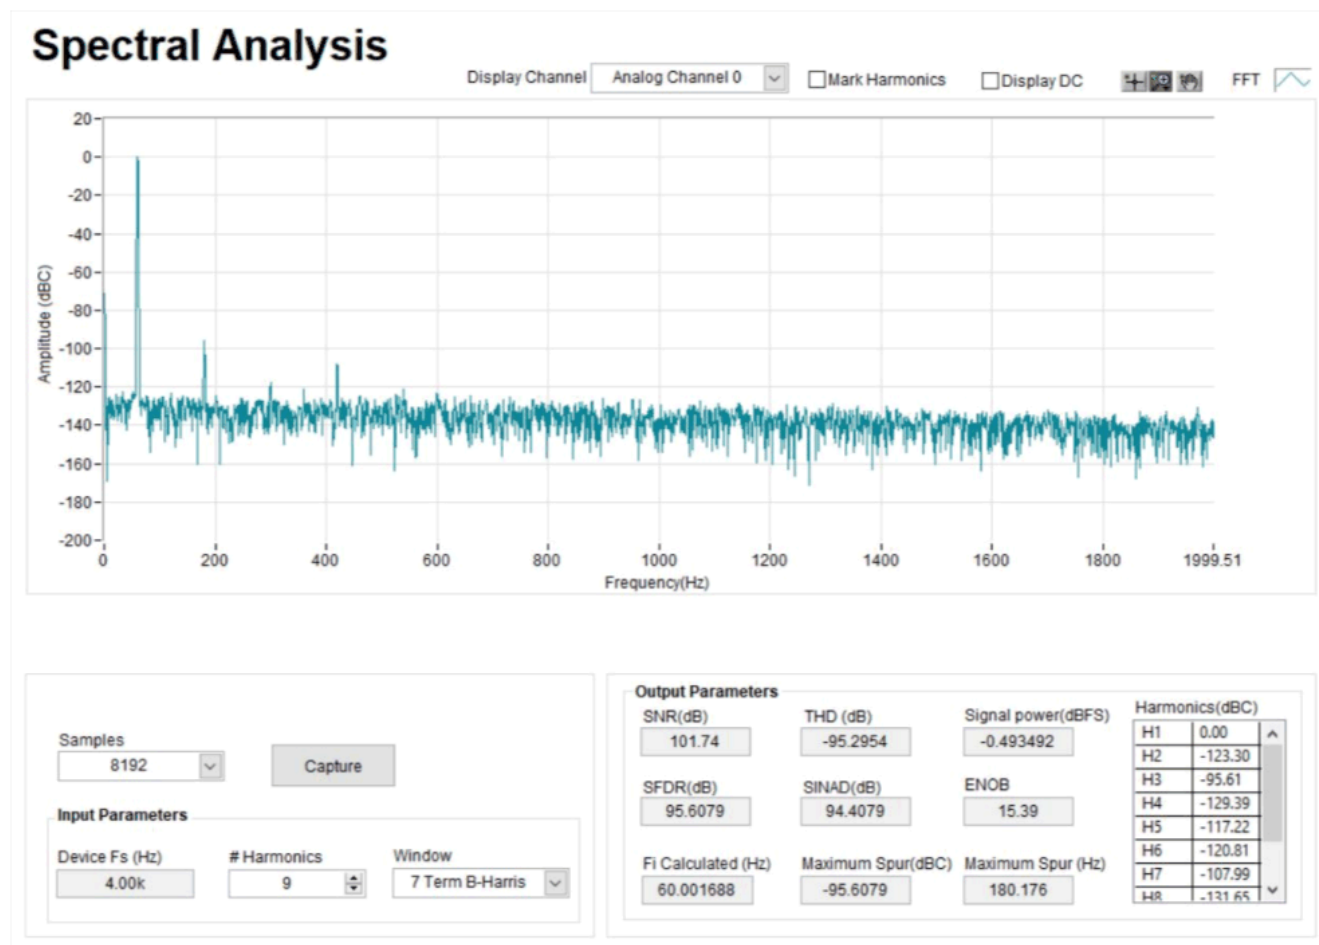 Spectral Analysis
Display Channel Analog Channel 0 Mark Harmonics Display DC FFT
20
0
-20
-40
-60
-80
-100
-120
-140
-160
-180
-200
Amplitude (dBC)
0 200 400 600 800 1000 1200 1400 1600 1800 1999.51
Frequency(Hz)
Samples
8192
Capture
Input Parameters
Device Fs (Hz) # Harmonics Window
4.00k 9 7 Term B-Harris
Output Parameters
SNR(dB) THD (dB) Signal power(dBFS)
101.74 -95.2954 -0.493492
SFDR(dB) SINAD(dB) ENOB
95.6079 94.4079 15.39
Fi Calculated (Hz) Maximum Spur(dBC) Maximum Spur (Hz)
60.001688 -95.6079 180.176
Harmonics(dBC)
H1 0.00
H2 -123.30
H3 -95.61
H4 -129.39
H5 -117.22
H6 -120.81
H7 -107.99
H8 -131.65